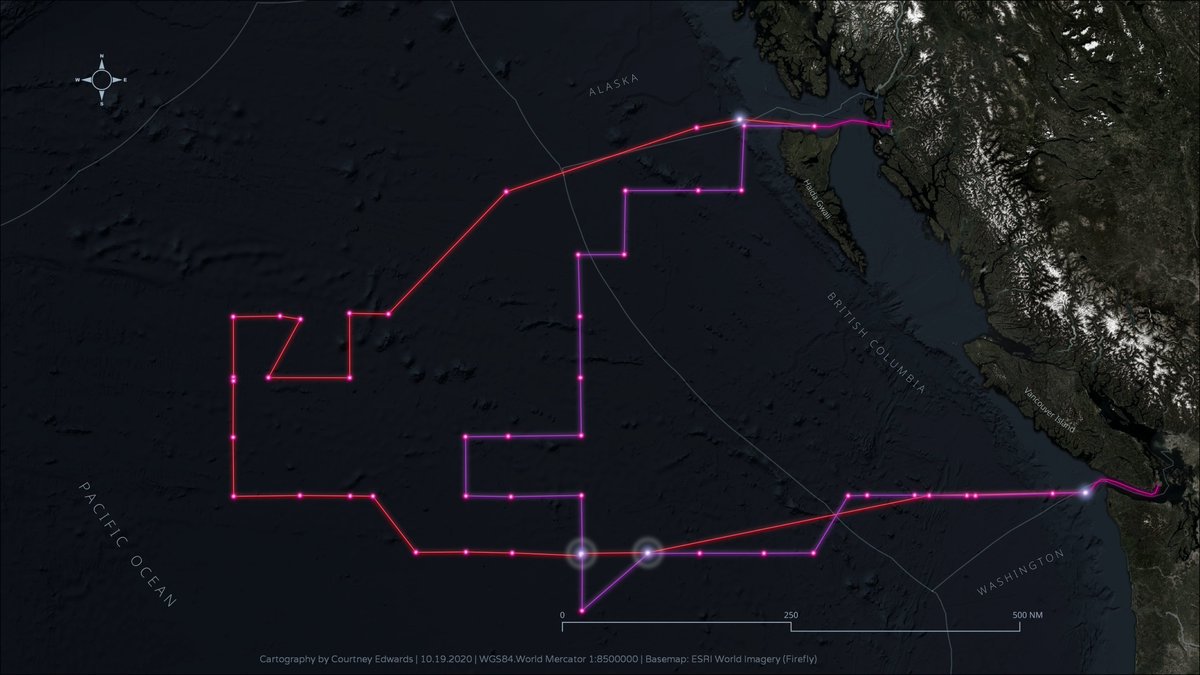 N
W E
S
ALASKA
Haida Gwaii
BRITISH COLUMBIA
Vancouver Island
PACIFIC OCEAN
WASHINGTON
0 250 500 NM
Cartography by Courtney Edwards | 10.19.2020 | WGS84.World Mercator 1:8500000 | Basemap: ESRI World Imagery (Firefly)